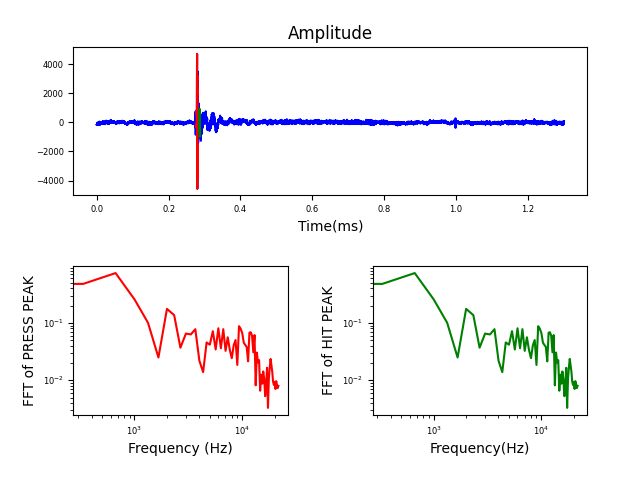 Amplitude
4000
2000
0
−2000
−4000
0.0 0.2 0.4 0.6 0.8 1.0 1.2
Time(ms)
FFT of PRESS PEAK
10⁻¹
10⁻²
10³ 10⁴
Frequency (Hz)
FFT of HIT PEAK
10⁻¹
10⁻²
10³ 10⁴
Frequency(Hz)